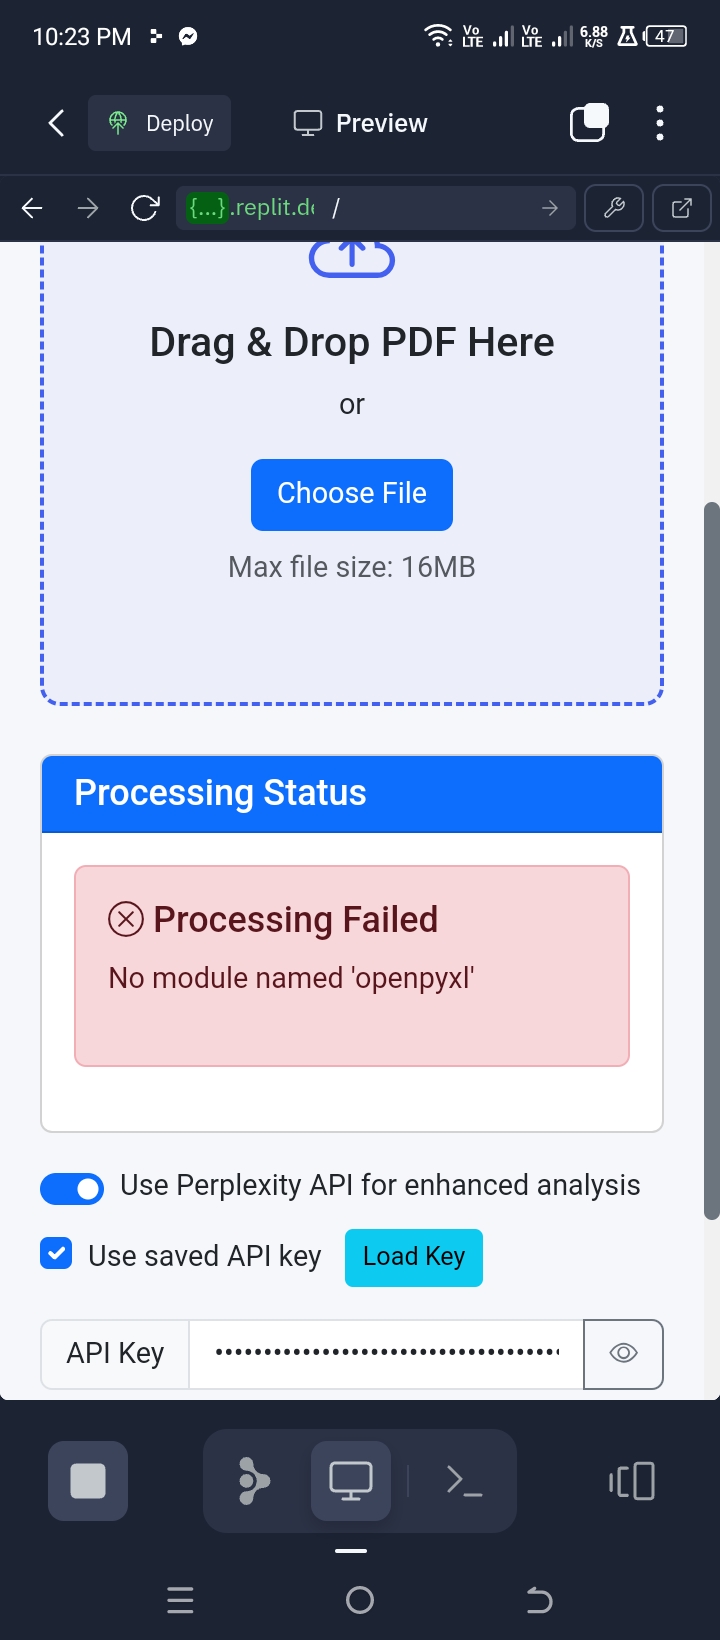 10:23 PM
Vo LTE Vo LTE 6.88 K/S 47
Deploy Preview
{...}.replit.de /
Drag & Drop PDF Here
or
Choose File
Max file size: 16MB
Processing Status
Processing Failed
No module named 'openpyxl'
Use Perplexity API for enhanced analysis
Use saved API key Load Key
API Key